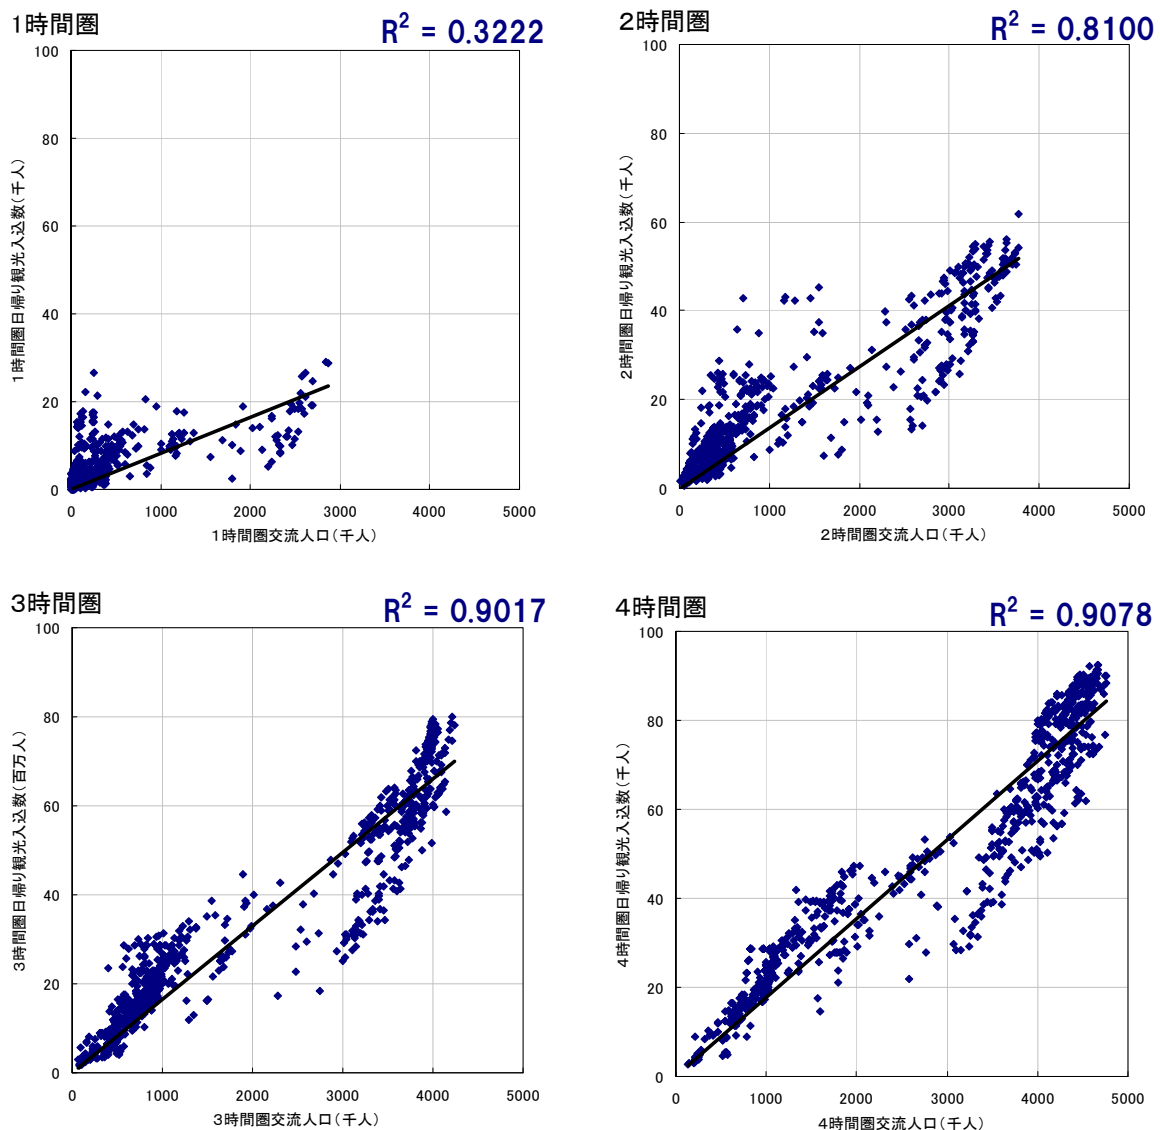 1時間圏
R² = 0.3222
100
80
60
40
20
0
0 1000 2000 3000 4000 5000
1時間圏日帰り観光入込数(千人)
1時間圏交流人口(千人)
2時間圏
R² = 0.8100
100
80
60
40
20
0
0 1000 2000 3000 4000 5000
2時間圏日帰り観光入込数(千人)
2時間圏交流人口(千人)
3時間圏
R² = 0.9017
100
80
60
40
20
0
0 1000 2000 3000 4000 5000
3時間圏日帰り観光入込数(百万人)
3時間圏交流人口(千人)
4時間圏
R² = 0.9078
100
80
60
40
20
0
0 1000 2000 3000 4000 5000
4時間圏日帰り観光入込数(千人)
4時間圏交流人口(千人)